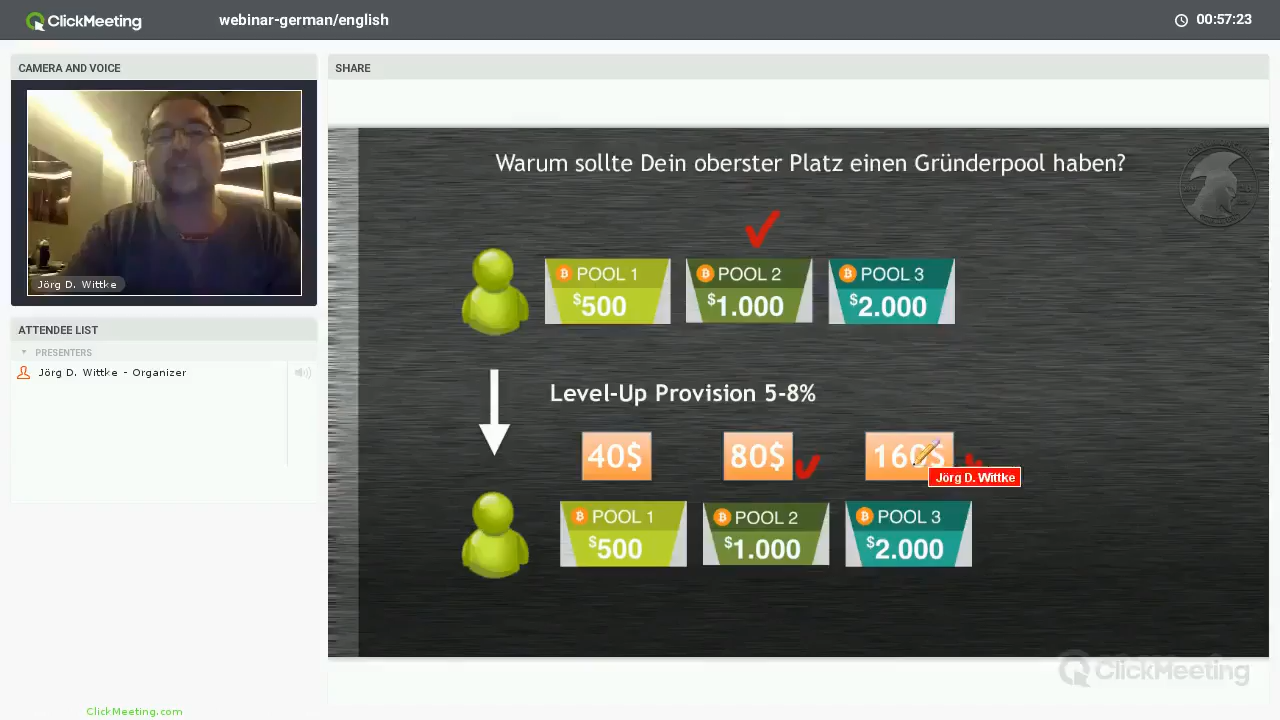 ClickMeeting
webinar-german/english
00:57:23
CAMERA AND VOICE
Jörg D. Wittke
ATTENDEE LIST
PRESENTERS
Jörg D. Wittke - Organizer
SHARE
Warum sollte Dein oberster Platz einen Gründerpool haben?
POOL 1
$500
POOL 2
$1.000
POOL 3
$2.000
Level-Up Provision 5-8%
40$
80$
160$
Jörg D. Wittke
POOL 1
$500
POOL 2
$1.000
POOL 3
$2.000
ClickMeeting
ClickMeeting.com